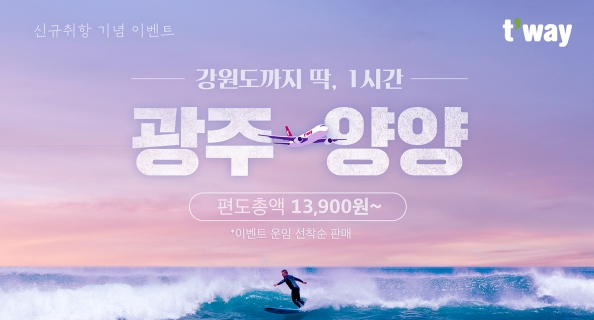 신규취항 기념 이벤트
t'way
강원도까지 딱, 1시간
광주 양양
편도총액 13,900원~
*이벤트 운임 선착순 판매